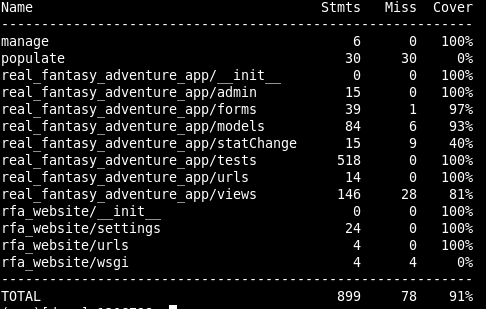 Name Stmts Miss Cover
-----------------------------------------------------------
manage 6 0 100%
populate 30 30 0%
real_fantasy_adventure_app/__init__ 0 0 100%
real_fantasy_adventure_app/admin 15 0 100%
real_fantasy_adventure_app/forms 39 1 97%
real_fantasy_adventure_app/models 84 6 93%
real_fantasy_adventure_app/statChange 15 9 40%
real_fantasy_adventure_app/tests 518 0 100%
real_fantasy_adventure_app/urls 14 0 100%
real_fantasy_adventure_app/views 146 28 81%
rfa_website/__init__ 0 0 100%
rfa_website/settings 24 0 100%
rfa_website/urls 4 0 100%
rfa_website/wsgi 4 4 0%
-----------------------------------------------------------
TOTAL 899 78 91%